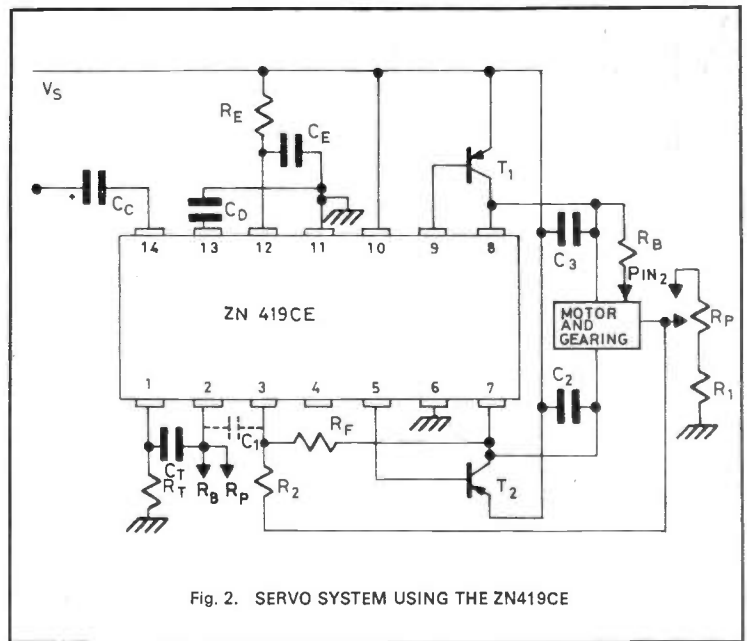 VS
RE
CE
CC
CD
T1
14 13 12 11 10 9 8
RB
C3
PIN2
ZN 419CE
MOTOR
AND
GEARING
RP
R1
1 2 3 4 5 6 7
C2
C1
RF
CT
RT
RB RP
R2
T2
Fig. 2. SERVO SYSTEM USING THE ZN419CE